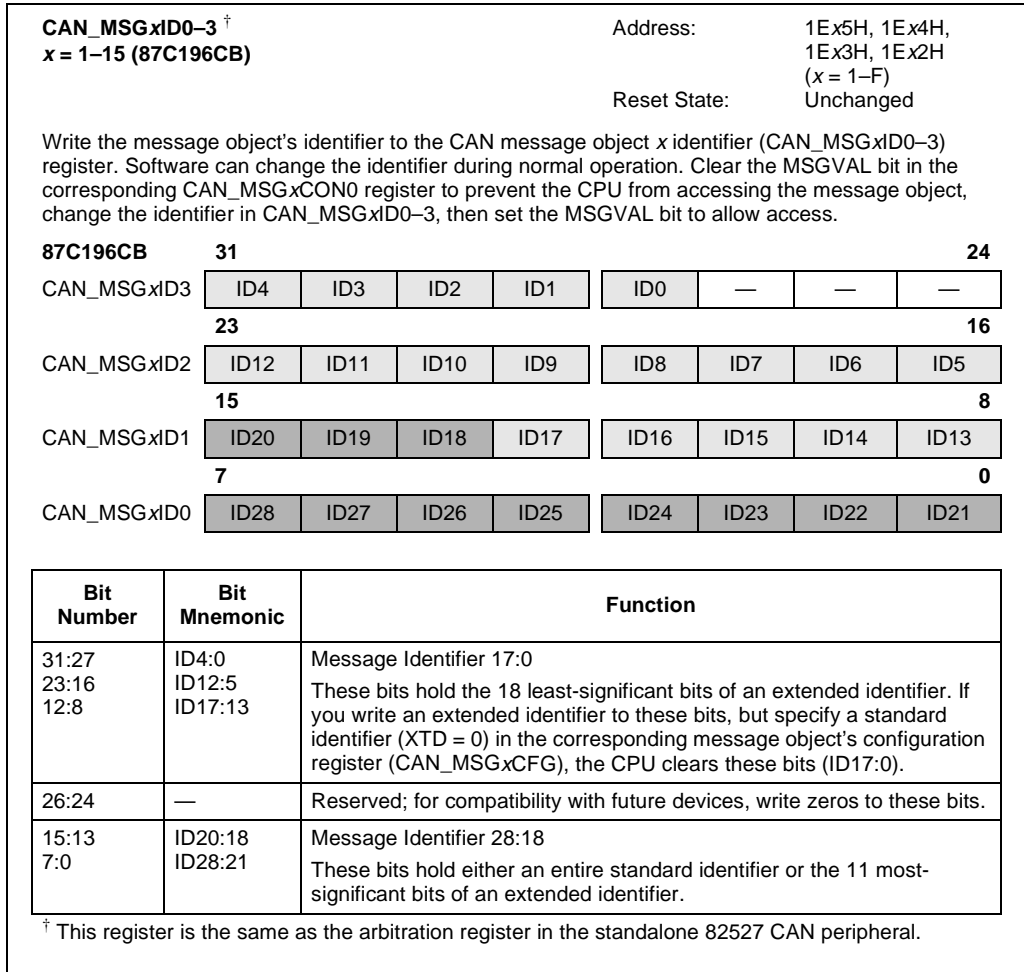 CAN_MSGxID0–3 † Address: 1Ex5H, 1Ex4H,
x = 1–15 (87C196CB) 1Ex3H, 1Ex2H
(x = 1–F)
Reset State: Unchanged
Write the message object's identifier to the CAN message object x identifier (CAN_MSGxID0–3)
register. Software can change the identifier during normal operation. Clear the MSGVAL bit in the
corresponding CAN_MSGxCON0 register to prevent the CPU from accessing the message object,
change the identifier in CAN_MSGxID0–3, then set the MSGVAL bit to allow access.
87C196CB 31 24
CAN_MSGxID3 ID4 ID3 ID2 ID1 ID0 — — —
23 16
CAN_MSGxID2 ID12 ID11 ID10 ID9 ID8 ID7 ID6 ID5
15 8
CAN_MSGxID1 ID20 ID19 ID18 ID17 ID16 ID15 ID14 ID13
7 0
CAN_MSGxID0 ID28 ID27 ID26 ID25 ID24 ID23 ID22 ID21
Bit Number Bit Mnemonic Function
31:27 ID4:0 Message Identifier 17:0
23:16 ID12:5 These bits hold the 18 least-significant bits of an extended identifier. If
12:8 ID17:13 you write an extended identifier to these bits, but specify a standard
identifier (XTD = 0) in the corresponding message object's configuration
register (CAN_MSGxCFG), the CPU clears these bits (ID17:0).
26:24 — Reserved; for compatibility with future devices, write zeros to these bits.
15:13 ID20:18 Message Identifier 28:18
7:0 ID28:21 These bits hold either an entire standard identifier or the 11 most-
significant bits of an extended identifier.
† This register is the same as the arbitration register in the standalone 82527 CAN peripheral.